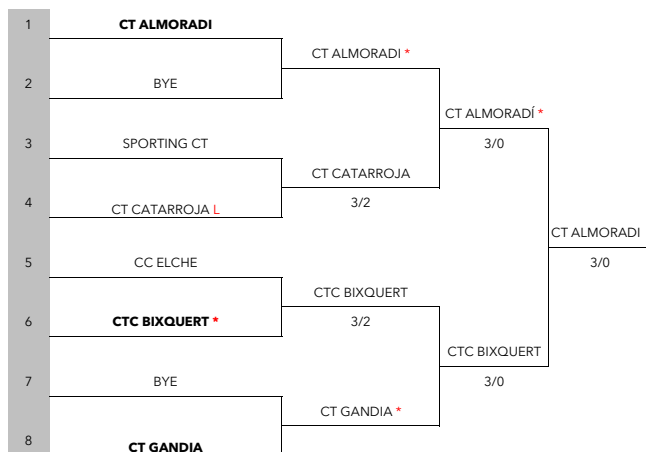 1 CT ALMORADI
CT ALMORADI *
2 BYE
CT ALMORADÍ *
3 SPORTING CT
3/0
CT CATARROJA
4 CT CATARROJA L
3/2
CT ALMORADI
5 CC ELCHE
3/0
CTC BIXQUERT
6 CTC BIXQUERT *
3/2
CTC BIXQUERT
7 BYE
3/0
CT GANDIA *
8 CT GANDIA